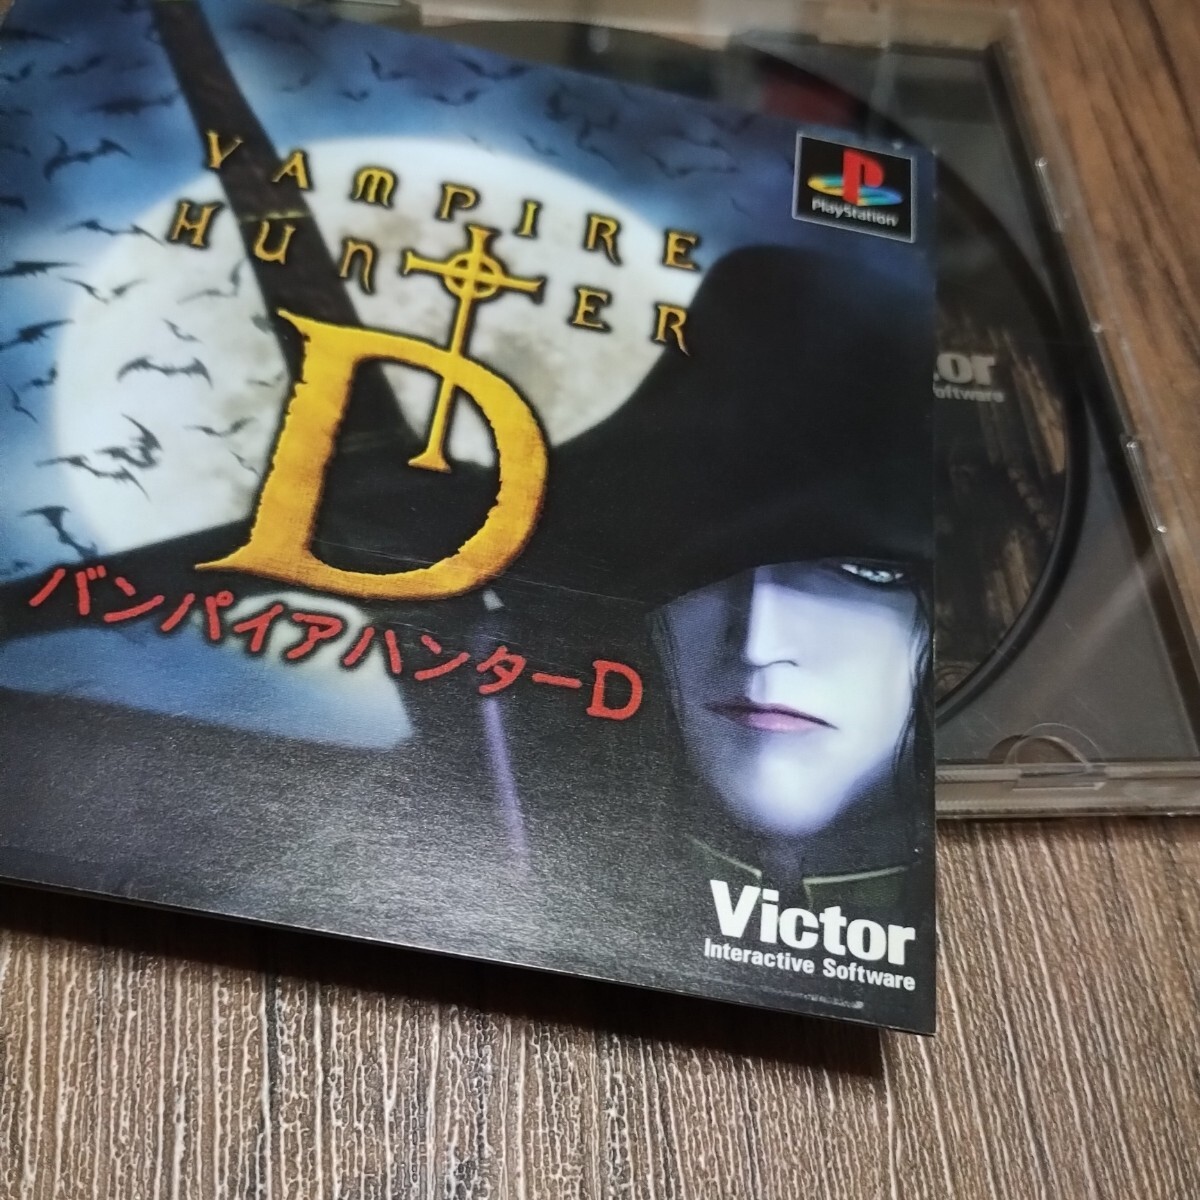 VAMPIRE
HUNTER
D
バンパイアハンターD
PlayStation
Victor
Interactive Software